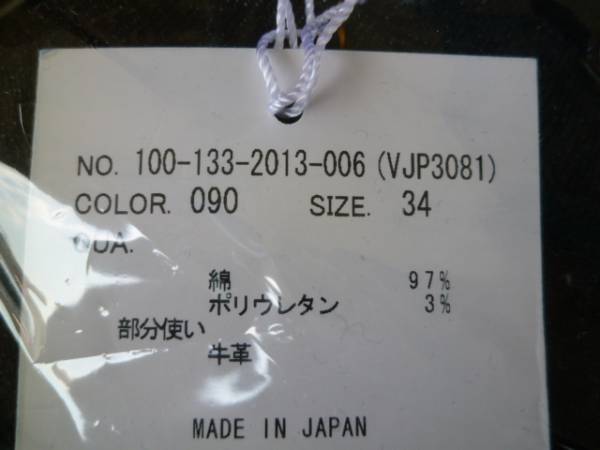 NO. 100-133-2013-006 (VJP3081)
COLOR. 090 SIZE. 34
QUA.
綿 97%
ポリウレタン 3%
部分使い
牛革
MADE IN JAPAN